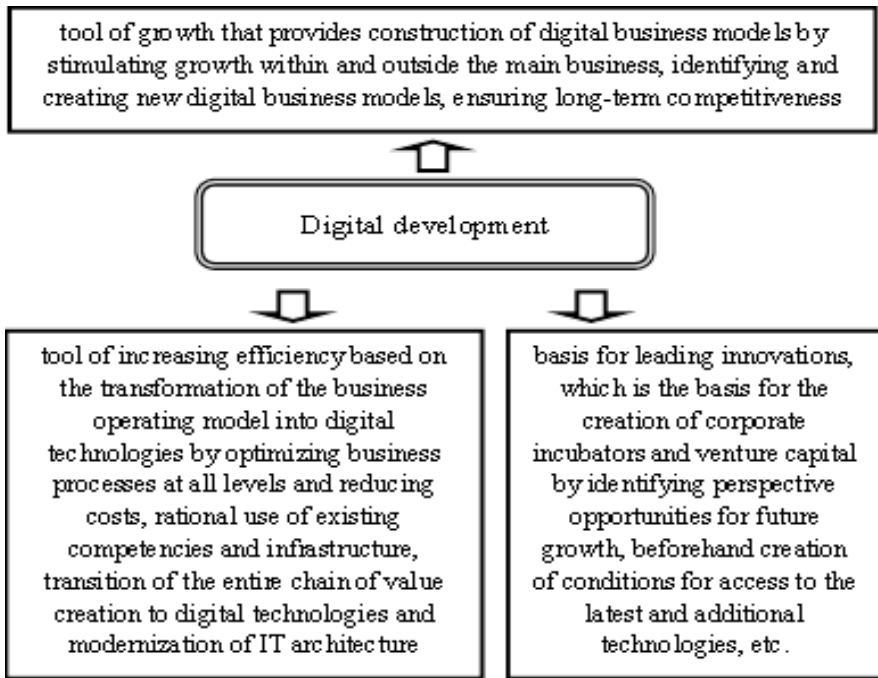 tool of growth that provides construction of digital business models by
stimulating growth within and outside the main business, identifying and
creating new digital business models, ensuring long-term competitiveness
Digital development
tool of increasing efficiency based on
the transformation of the business
operating model into digital
technologies by optimizing business
processes at all levels and reducing
costs, rational use of existing
competencies and infrastructure,
transition of the entire chain of value
creation to digital technologies and
modernization of IT architecture
basis for leading innovations,
which is the basis for the
creation of corporate
incubators and venture capital
by identifying perspective
opportunities for future
growth, beforehand creation
of conditions for access to the
latest and additional
technologies, etc.